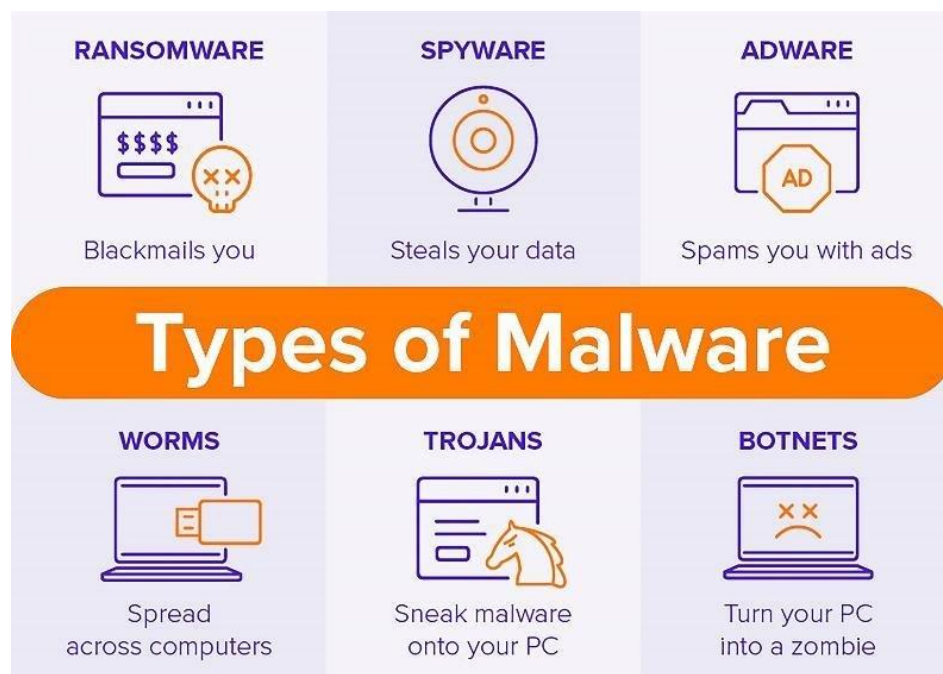 RANSOMWARE
SPYWARE
ADWARE
$$$$
AD
Blackmails you
Steals your data
Spams you with ads
Types of Malware
WORMS
TROJANS
BOTNETS
Spread
across computers
Sneak malware
onto your PC
Turn your PC
into a zombie